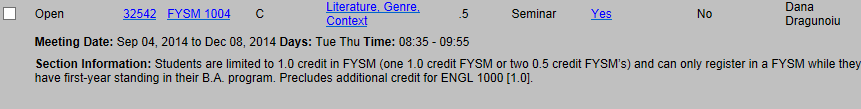 Open 32542 FYSM 1004 C Literature, Genre, Context .5 Seminar Yes No Dana Dragunoiu
Meeting Date: Sep 04, 2014 to Dec 08, 2014 Days: Tue Thu Time: 08:35 - 09:55
Section Information: Students are limited to 1.0 credit in FYSM (one 1.0 credit FYSM or two 0.5 credit FYSM's) and can only register in a FYSM while they
have first-year standing in their B.A. program. Precludes additional credit for ENGL 1000 [1.0].